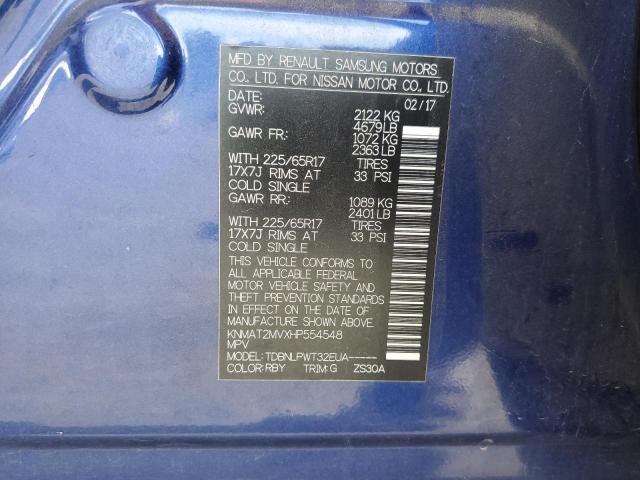 MFD BY RENAULT SAMSUNG MOTORS
CO., LTD. FOR NISSAN MOTOR CO., LTD.
DATE: 02/17
GVWR: 2122 KG
4679LB
GAWR FR: 1072 KG
2363LB
WITH 225/65R17 TIRES
17X7J RIMS AT 33 PSI
COLD SINGLE
GAWR RR: 1089 KG
2401LB
WITH 225/65R17 TIRES
17X7J RIMS AT 33 PSI
COLD SINGLE
THIS VEHICLE CONFORMS TO
ALL APPLICABLE FEDERAL
MOTOR VEHICLE SAFETY AND
THEFT PREVENTION STANDARDS
IN EFFECT ON THE DATE OF
MANUFACTURE SHOWN ABOVE.
KNMAT2MVXHP554548
MPV
MODEL: TDBNLPWT32EUA-----
COLOR:RBY TRIM:G ZS30A